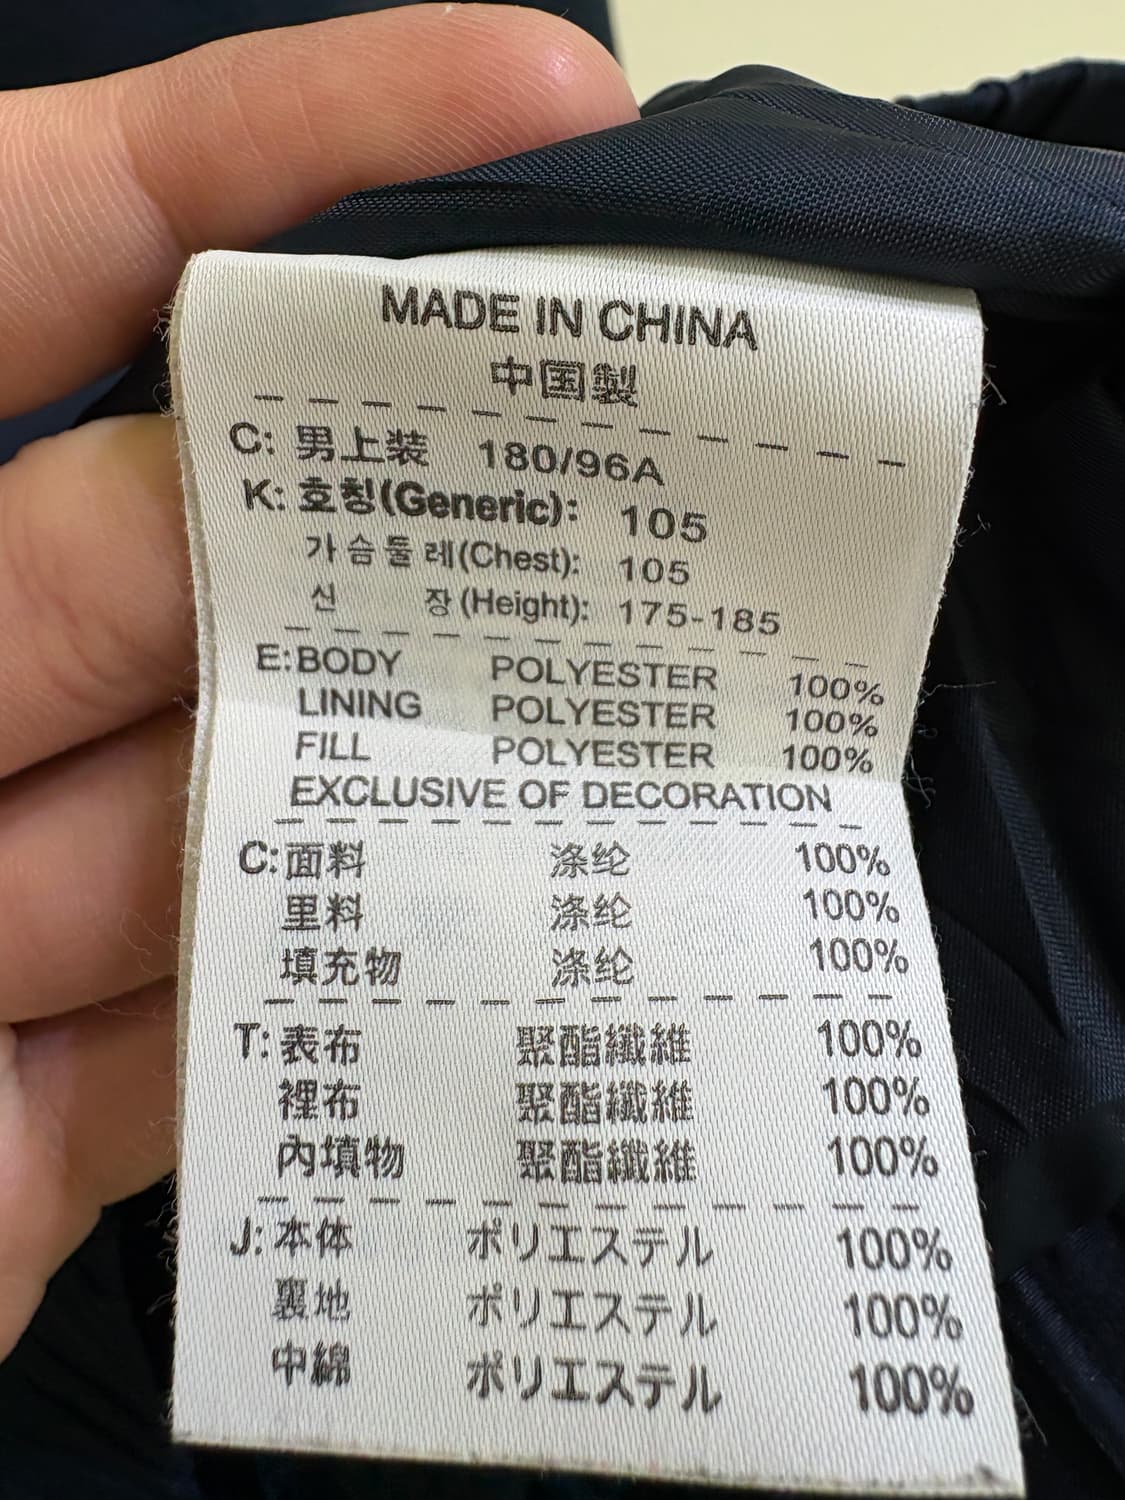 MADE IN CHINA
中国製
C: 男上装 180/96A
K: 호칭(Generic): 105
가슴둘레(Chest): 105
신 장(Height): 175-185
E:BODY POLYESTER 100%
LINING POLYESTER 100%
FILL POLYESTER 100%
EXCLUSIVE OF DECORATION
C:面料 涤纶 100%
里料 涤纶 100%
填充物 涤纶 100%
T:表布 聚酯纖維 100%
裡布 聚酯纖維 100%
內填物 聚酯纖維 100%
J:本体 ポリエステル 100%
裏地 ポリエステル 100%
中綿 ポリエステル 100%